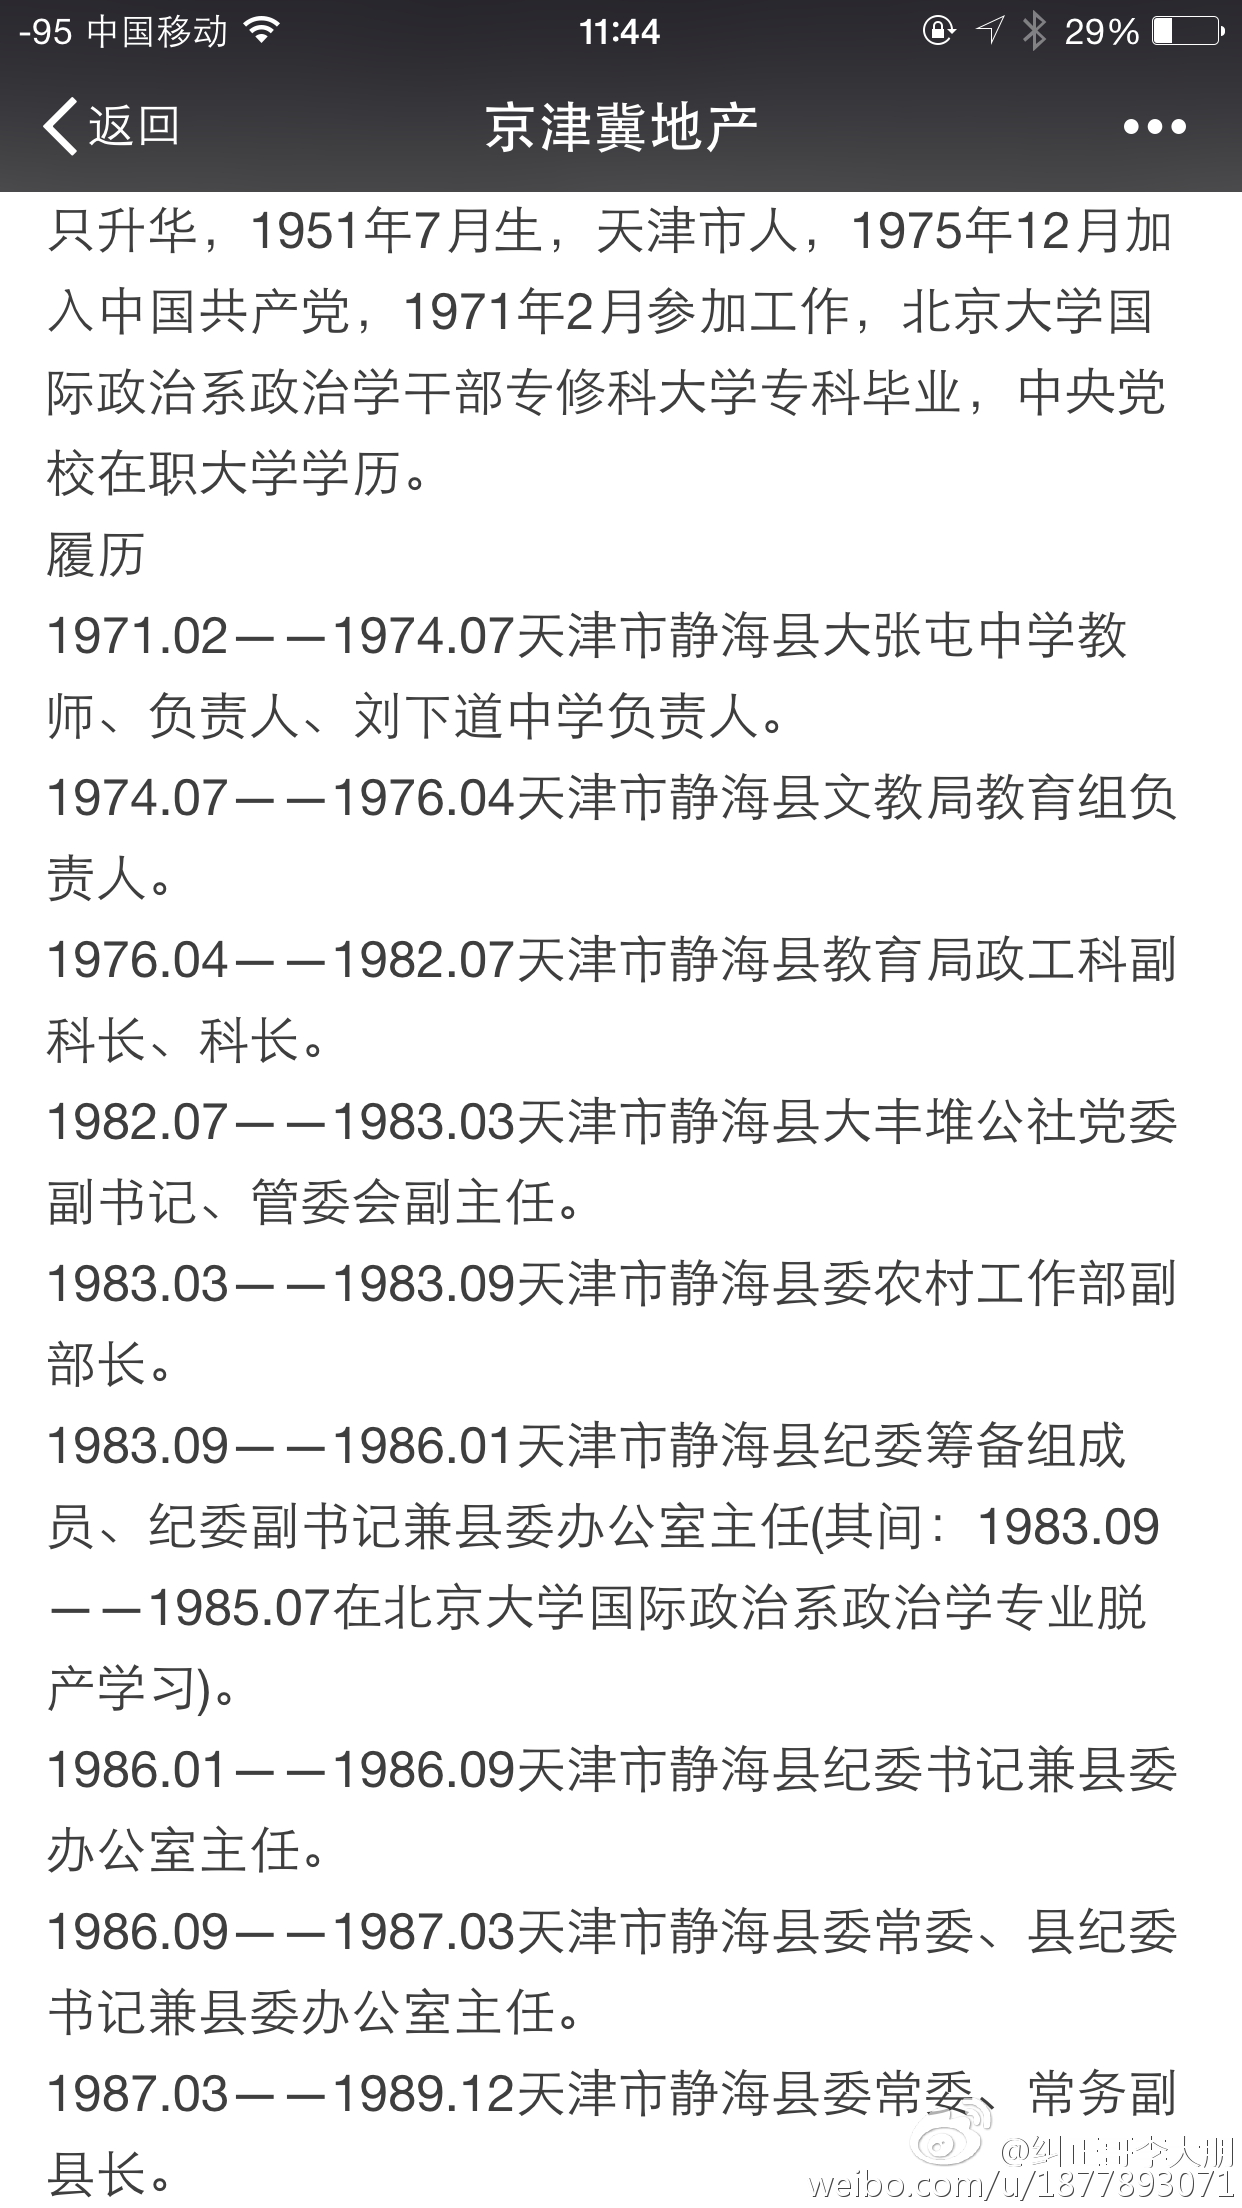 -95 中国移动 11:44 29%
返回 京津冀地产
只升华，1951年7月生，天津市人，1975年12月加
入中国共产党，1971年2月参加工作，北京大学国
际政治系政治学干部专修科大学专科毕业，中央党
校在职大学学历。
履历
1971.02——1974.07天津市静海县大张屯中学教
师、负责人、刘下道中学负责人。
1974.07——1976.04天津市静海县文教局教育组负
责人。
1976.04——1982.07天津市静海县教育局政工科副
科长、科长。
1982.07——1983.03天津市静海县大丰堆公社党委
副书记、管委会副主任。
1983.03——1983.09天津市静海县委农村工作部副
部长。
1983.09——1986.01天津市静海县纪委筹备组成
员、纪委副书记兼县委办公室主任(其间：1983.09
——1985.07在北京大学国际政治系政治学专业脱
产学习)。
1986.01——1986.09天津市静海县纪委书记兼县委
办公室主任。
1986.09——1987.03天津市静海县委常委、县纪委
书记兼县委办公室主任。
1987.03——1989.12天津市静海县委常委、常务副
县长。
@纠正哥李大朋
weibo.com/u/1877893071